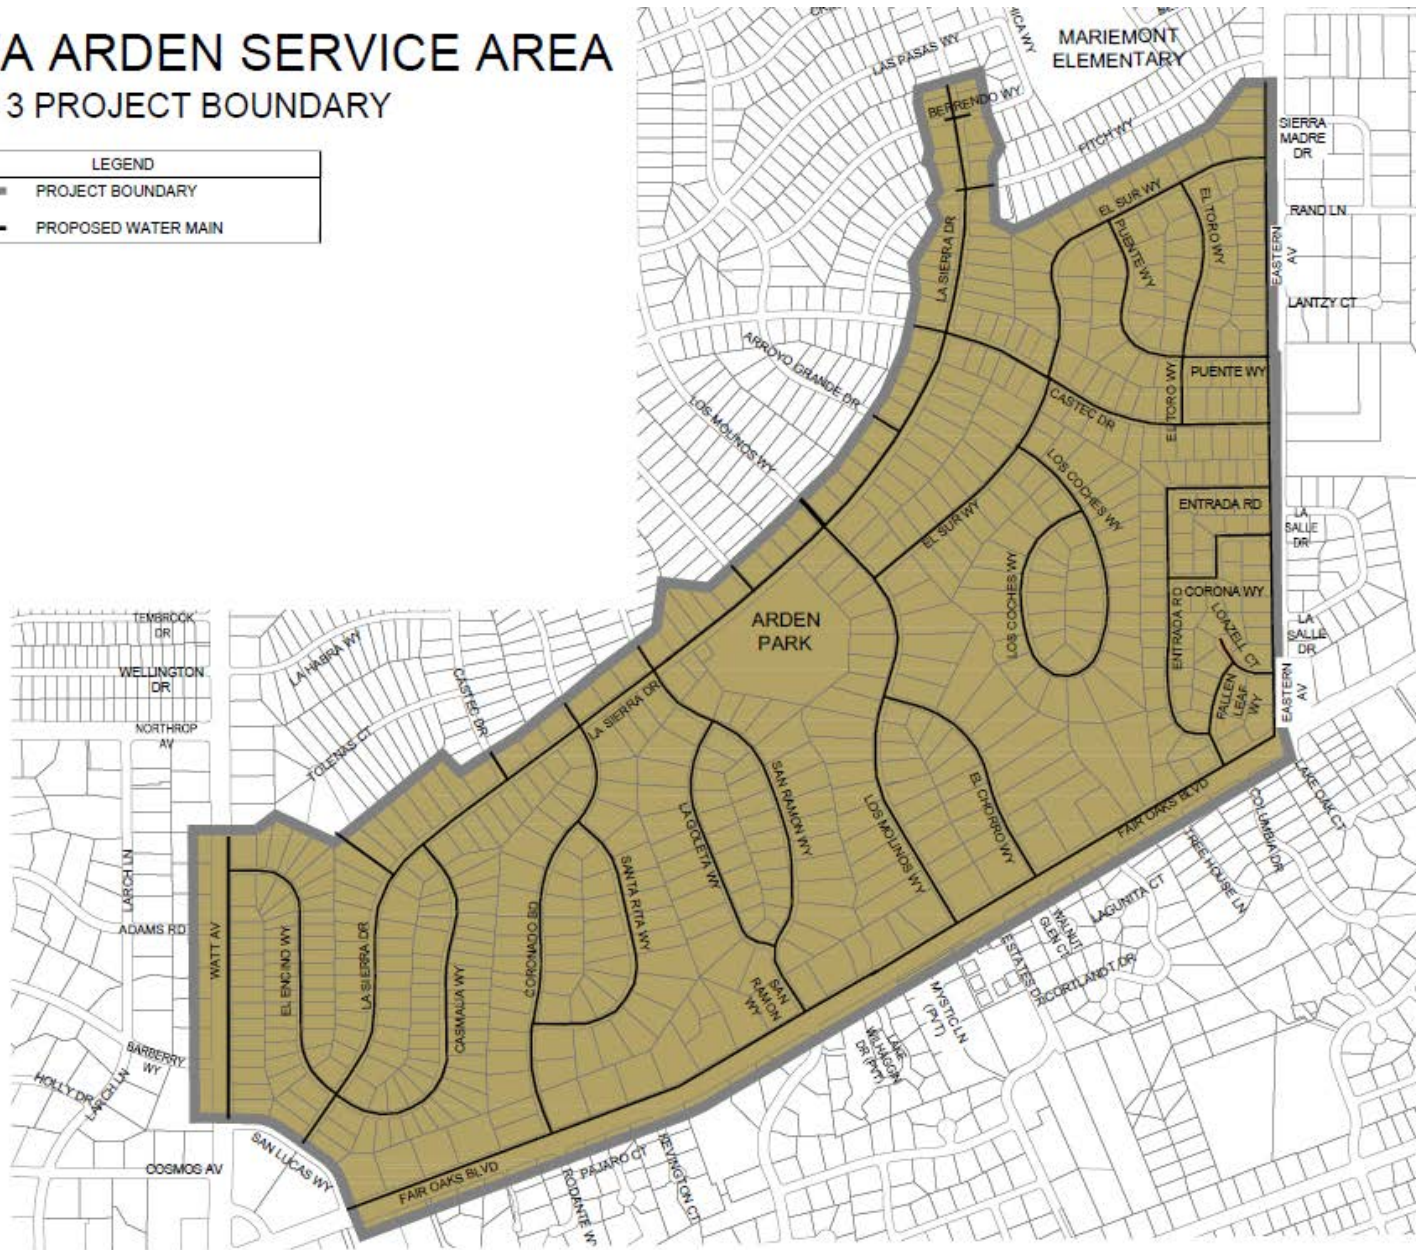 A ARDEN SERVICE AREA
3 PROJECT BOUNDARY
LEGEND
PROJECT BOUNDARY
PROPOSED WATER MAIN
MARIEMONT
ELEMENTARY
LAS PASAS WY
BERRENDO WY
FITCH WY
SIERRA
MADRE
DR
EL SUR WY
EL TORO WY
RAND LN
PUENTE WY
LA SIERRA DR
EASTERN
AV
LANTZY CT
ARROYO GRANDE DR
PUENTE WY
EL TORO WY
CASTEC DR
LOS MOLINOS WY
LOS COCHES WY
ENTRADA RD
EL SUR WY
LA
SALLE
DR
LOS COCHES WY
CORONA WY
ARDEN
PARK
ENTRADA RD
LOAZELL CT
LA
SALLE
DR
TEMBROOK
DR
LA HABRA WY
WELLINGTON
DR
CASTEC DR
LA SIERRA DR
FALLEN
LEAF
WY
EASTERN
AV
NORTHROP
AV
TOLENAS CT
SAN RAMON WY
EL CHORRO WY
LA GOLETA WY
LOS MOLINOS WY
FAIR OAKS BLVD
LAKE OAK CT
COLUMBIA DR
TREE HOUSE LN
LARCH LN
SANTA RITA WY
LAGUNITA CT
WALNUT
GLEN CT
ADAMS RD
WATT AV
EL ENCINO WY
LA SIERRA DR
CORONADO BD
ESTATES DR
CORTLANDT DR
CASMALIA WY
SAN
RAMON
WY
MYSTIC LN
(PVT)
LAKE
WILHAGGIN
DR (PVT)
BARBERRY
WY
HOLLY DR
LARCH LN
SAN LUCAS WY
COSMOS AV
FAIR OAKS BLVD
PAJARO CT
KEVINGTON CT
RODANTE WY